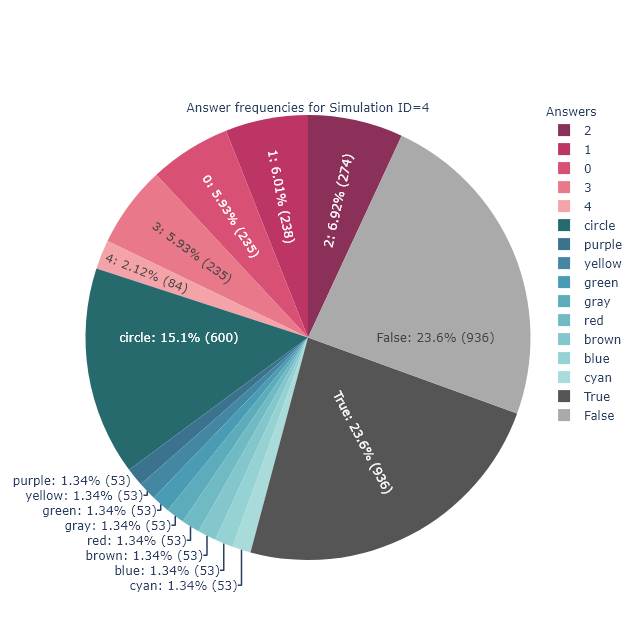 Answer frequencies for Simulation ID=4
Answers
2
1
0
3
4
circle
purple
yellow
green
gray
red
brown
blue
cyan
True
False
1: 6.01% (238)
2: 6.92% (274)
0: 5.93% (235)
3: 5.93% (235)
4: 2.12% (84)
circle: 15.1% (600)
False: 23.6% (936)
True: 23.6% (936)
purple: 1.34% (53)
yellow: 1.34% (53)
green: 1.34% (53)
gray: 1.34% (53)
red: 1.34% (53)
brown: 1.34% (53)
blue: 1.34% (53)
cyan: 1.34% (53)